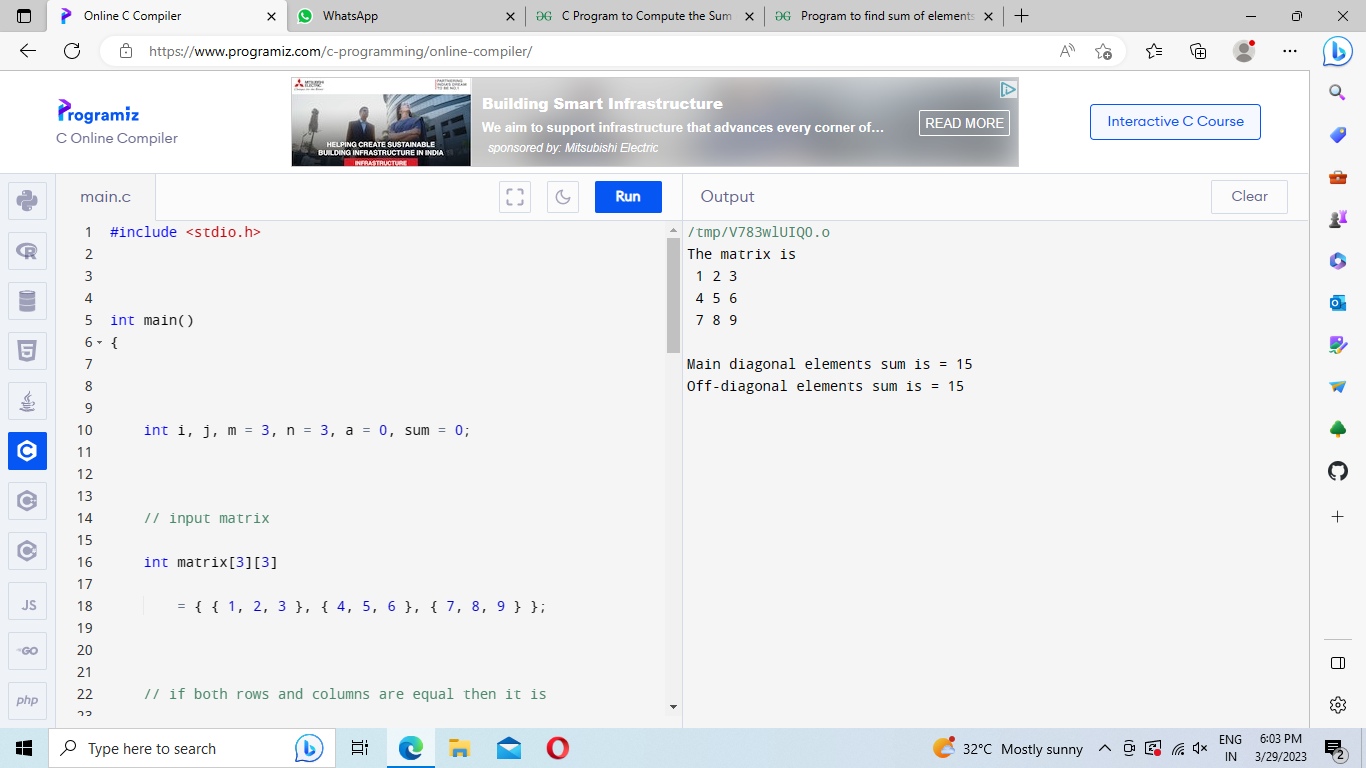 Online C Compiler
WhatsApp
C Program to Compute the Sum
Program to find sum of elements
https://www.programiz.com/c-programming/online-compiler/
Programiz
C Online Compiler
HELPING CREATE SUSTAINABLE
BUILDING INFRASTRUCTURE IN INDIA
INFRASTRUCTURE
Building Smart Infrastructure
We aim to support infrastructure that advances every corner of...
sponsored by: Mitsubishi Electric
READ MORE
Interactive C Course
main.c
Run
Output
Clear
1 #include <stdio.h>
2
3
4
5 int main()
6 {
7
8
9
10 int i, j, m = 3, n = 3, a = 0, sum = 0;
11
12
13
14 // input matrix
15
16 int matrix[3][3]
17
18 = { { 1, 2, 3 }, { 4, 5, 6 }, { 7, 8, 9 } };
19
20
21
22 // if both rows and columns are equal then it is
23
/tmp/V783wlUIQO.o
The matrix is
1 2 3
4 5 6
7 8 9
Main diagonal elements sum is = 15
Off-diagonal elements sum is = 15
JS
GO
php
Type here to search
32°C Mostly sunny
ENG
IN
6:03 PM
3/29/2023
2